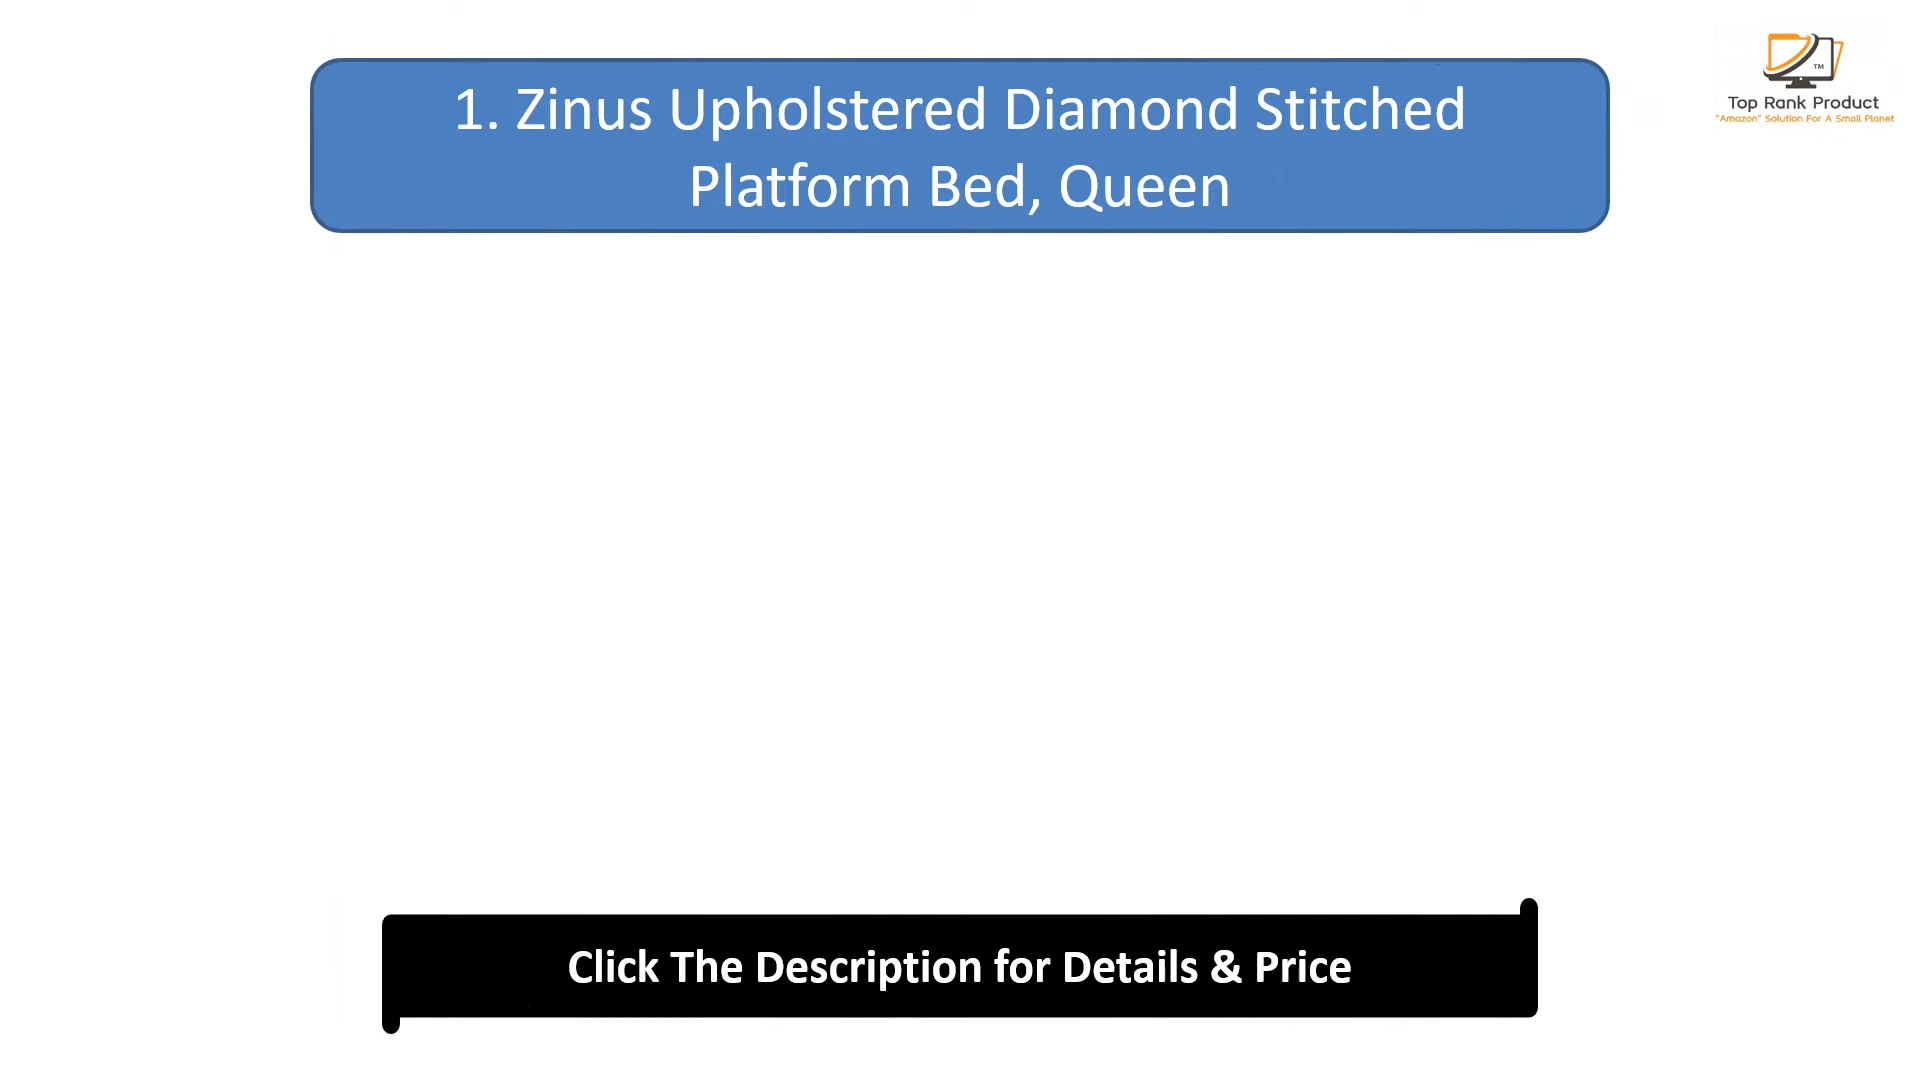 1. Zinus Upholstered Diamond Stitched
Platform Bed, Queen
TM
Top Rank Product
"Amazon" Solution For A Small Planet
Click The Description for Details & Price